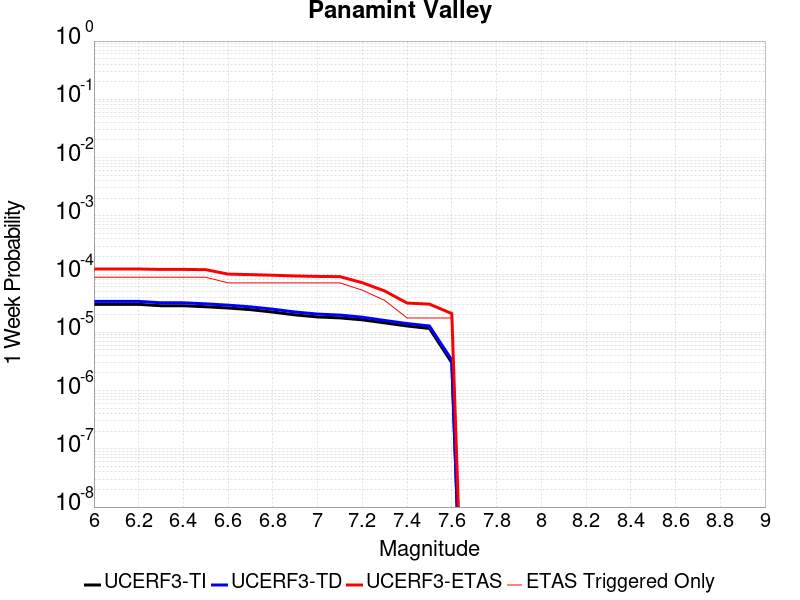 Panamint Valley
10^0
10^-1
10^-2
10^-3
10^-4
10^-5
10^-6
10^-7
10^-8
1 Week Probability
6 6.2 6.4 6.6 6.8 7 7.2 7.4 7.6 7.8 8 8.2 8.4 8.6 8.8 9
Magnitude
UCERF3-TI UCERF3-TD UCERF3-ETAS ETAS Triggered Only